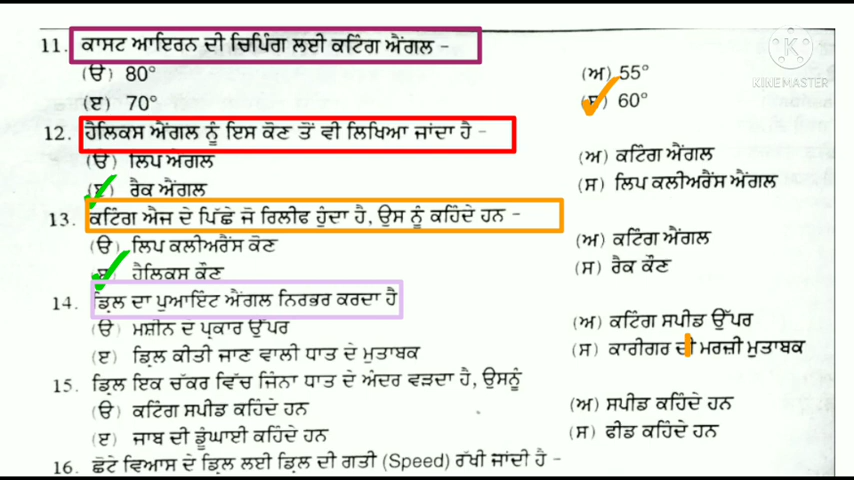 11. ਕਾਸਟ ਆਇਰਨ ਦੀ ਚਿਪਿੰਗ ਲਈ ਕਟਿੰਗ ਐਂਗਲ -
(ੳ) 80° (ਅ) 55°
(ੲ) 70° (ਸ) 60°
KINEMASTER
12. ਹੈਲਿਕਸ ਐਂਗਲ ਨੂੰ ਇਸ ਕੋਣ ਤੋਂ ਵੀ ਲਿਖਿਆ ਜਾਂਦਾ ਹੈ -
(ੳ) ਲਿਪ ਐਂਗਲ (ਅ) ਕਟਿੰਗ ਐਂਗਲ
(ੲ) ਰੈਕ ਐਂਗਲ (ਸ) ਲਿਪ ਕਲੀਅਰੈਂਸ ਐਂਗਲ
13. ਕਟਿੰਗ ਐਜ ਦੇ ਪਿੱਛੇ ਜੋ ਰਿਲੀਫ ਹੁੰਦਾ ਹੈ, ਉਸ ਨੂੰ ਕਹਿੰਦੇ ਹਨ -
(ੳ) ਲਿਪ ਕਲੀਅਰੈਂਸ ਕੋਣ (ਅ) ਕਟਿੰਗ ਐਂਗਲ
(ੲ) ਹੈਲਿਕਸ ਕੌਣ (ਸ) ਰੈਕ ਕੌਣ
14. ਡ੍ਰਿਲ ਦਾ ਪੁਆਇੰਟ ਐਂਗਲ ਨਿਰਭਰ ਕਰਦਾ ਹੈ
(ੳ) ਮਸ਼ੀਨ ਦੇ ਪ੍ਰਕਾਰ ਉੱਪਰ (ਅ) ਕਟਿੰਗ ਸਪੀਡ ਉੱਪਰ
(ੲ) ਡ੍ਰਿਲ ਕੀਤੀ ਜਾਣ ਵਾਲੀ ਧਾਤ ਦੇ ਮੁਤਾਬਕ (ਸ) ਕਾਰੀਗਰ ਦੀ ਮਰਜ਼ੀ ਮੁਤਾਬਕ
15. ਡ੍ਰਿਲ ਇਕ ਚੱਕਰ ਵਿੱਚ ਜਿੰਨਾ ਧਾਤ ਦੇ ਅੰਦਰ ਵੜਦਾ ਹੈ, ਉਸਨੂੰ
(ੳ) ਕਟਿੰਗ ਸਪੀਡ ਕਹਿੰਦੇ ਹਨ (ਅ) ਸਪੀਡ ਕਹਿੰਦੇ ਹਨ
(ੲ) ਜਾਬ ਦੀ ਡੂੰਘਾਈ ਕਹਿੰਦੇ ਹਨ (ਸ) ਫੀਡ ਕਹਿੰਦੇ ਹਨ
16. ਛੋਟੇ ਵਿਆਸ ਦੇ ਡ੍ਰਿਲ ਲਈ ਡ੍ਰਿਲ ਦੀ ਗਤੀ (Speed) ਰੱਖੀ ਜਾਂਦੀ ਹੈ -